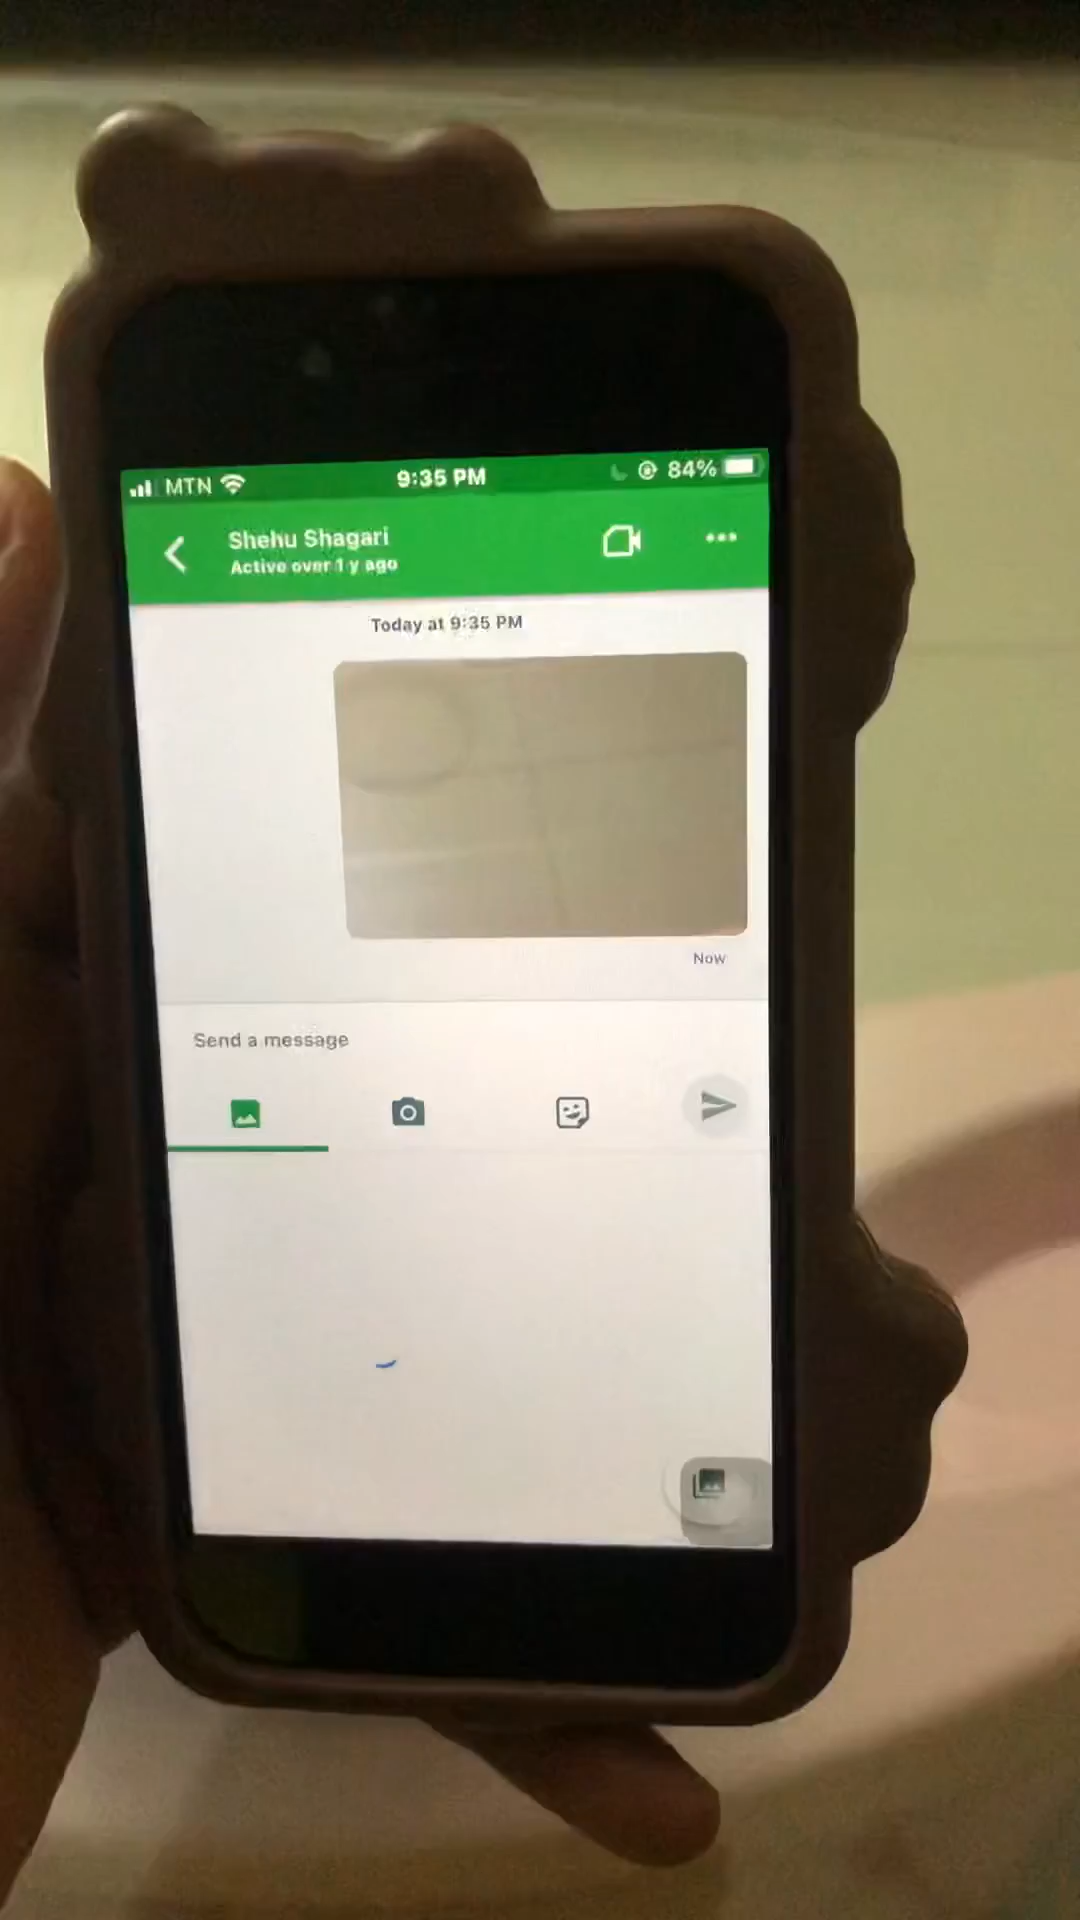 MTN 9:35 PM 84%
Shehu Shagari
Active over 1 y ago
Today at 9:35 PM
Now
Send a message